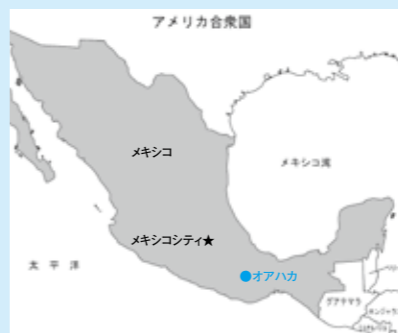 アメリカ合衆国
メキシコ
メキシコ湾
メキシコシティ★
太平洋
●オアハカ
グアテマラ